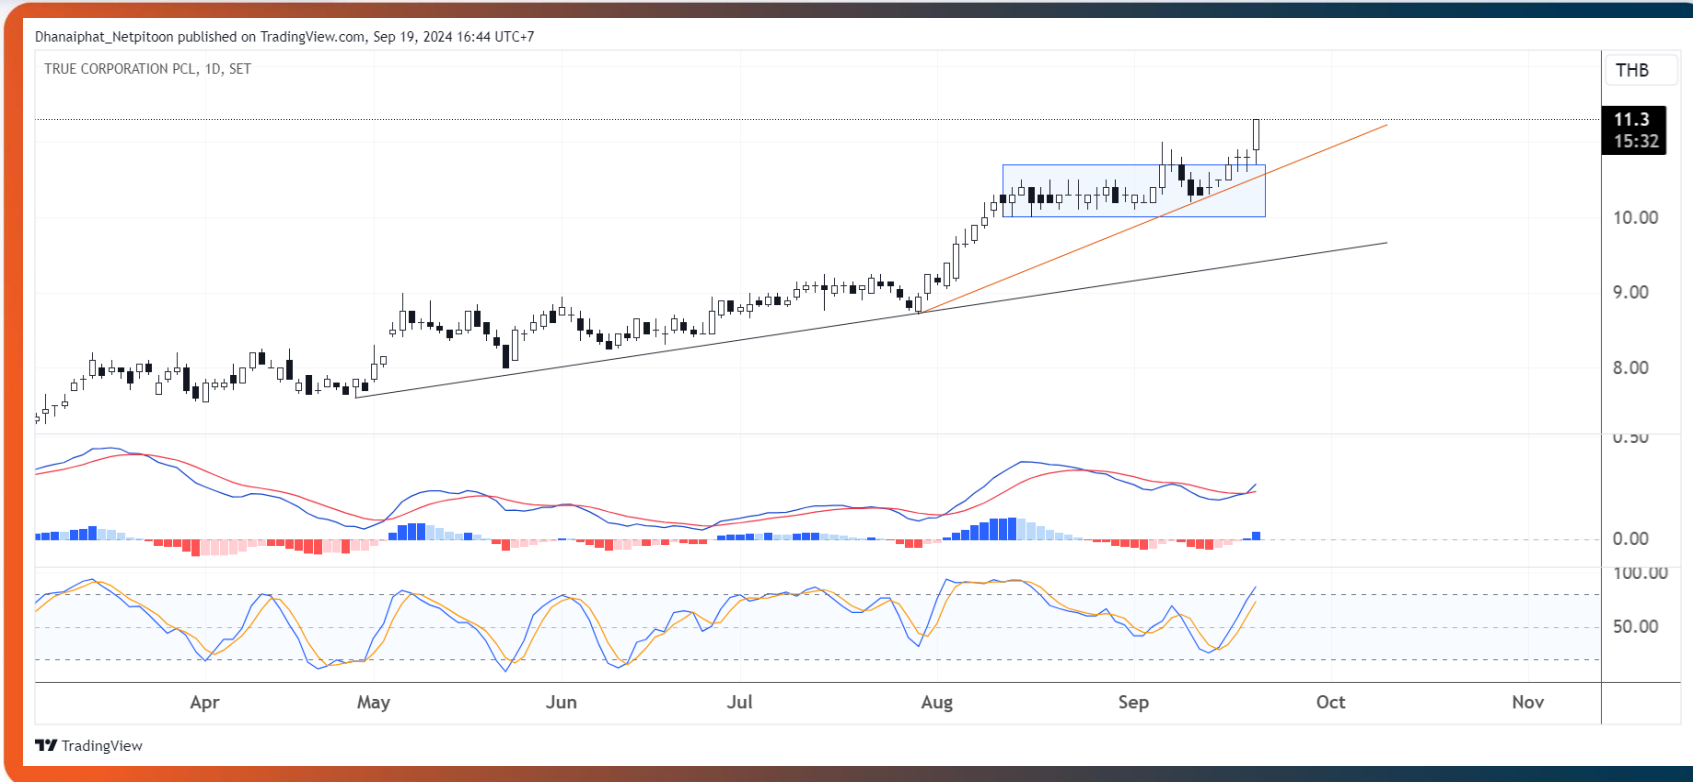 Dhanaiphat_Netpitoon published on TradingView.com, Sep 19, 2024 16:44 UTC+7
TRUE CORPORATION PCL, 1D, SET
THB
11.3
15:32
10.00
9.00
8.00
0.50
0.00
100.00
50.00
Apr May Jun Jul Aug Sep Oct Nov
TradingView